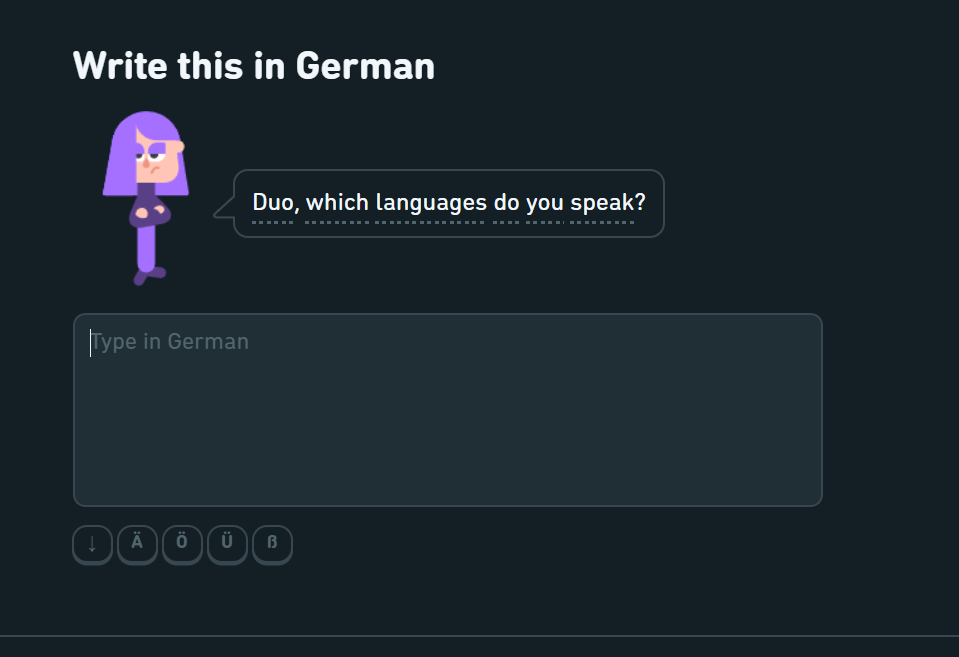 Write this in German
Duo, which languages do you speak?
Type in German
↓ Ä Ö Ü ß